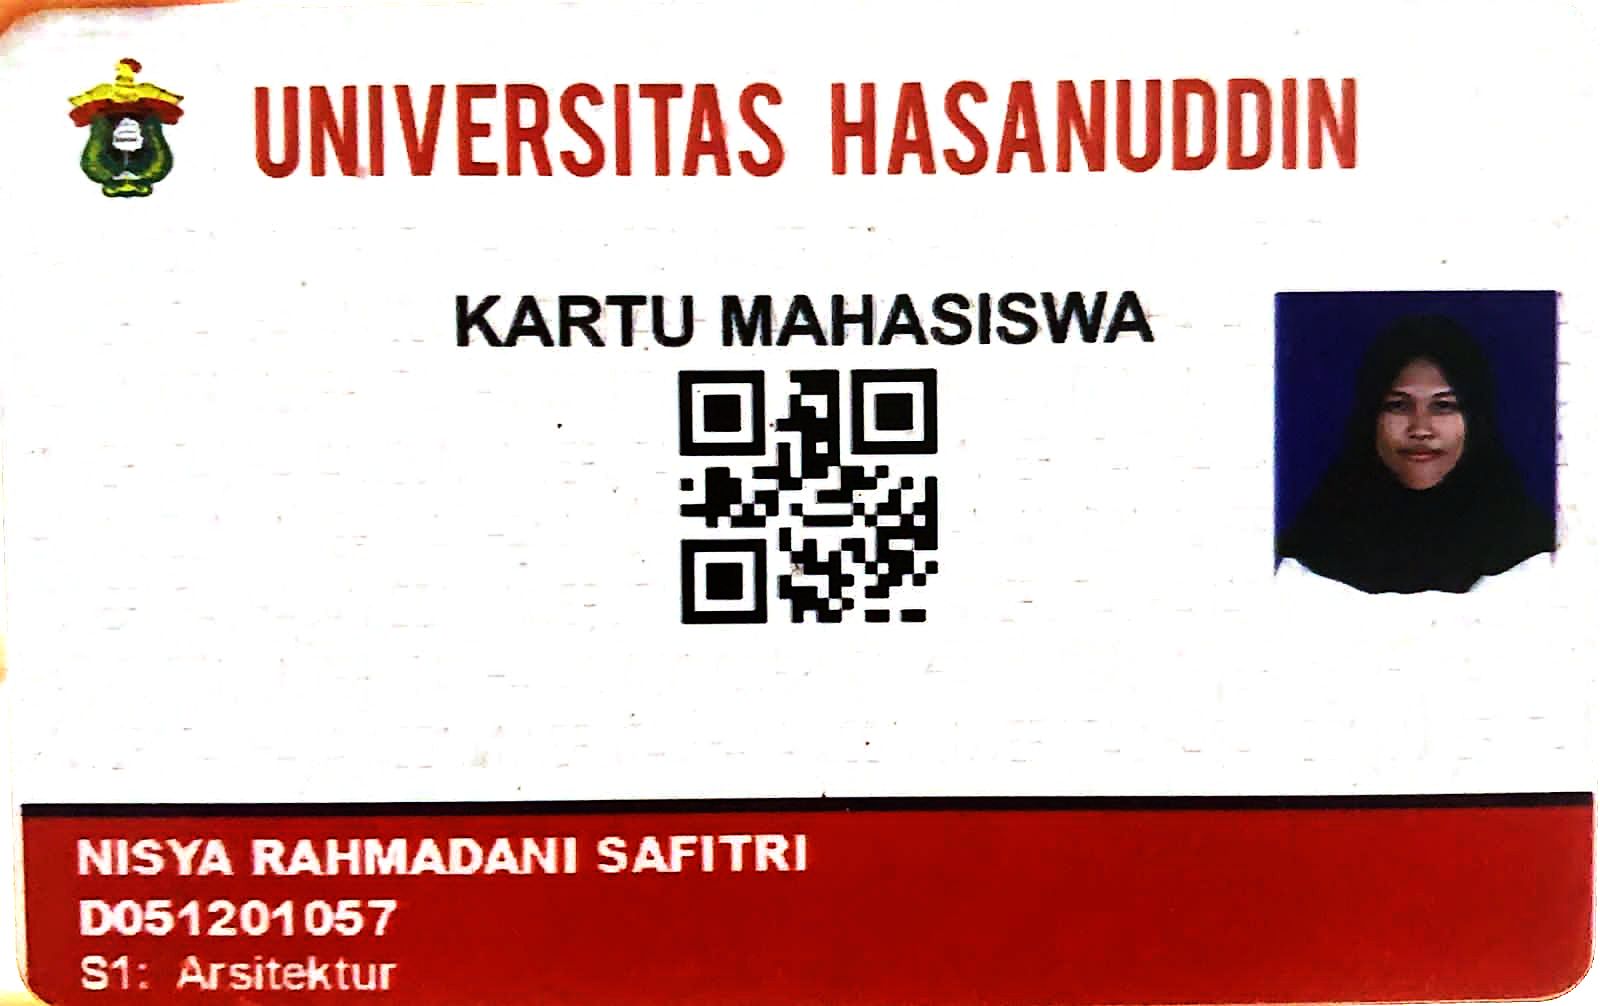 UNIVERSITAS HASANUDDIN
KARTU MAHASISWA
NISYA RAHMADANI SAFITRI
D051201057
S1: Arsitektur